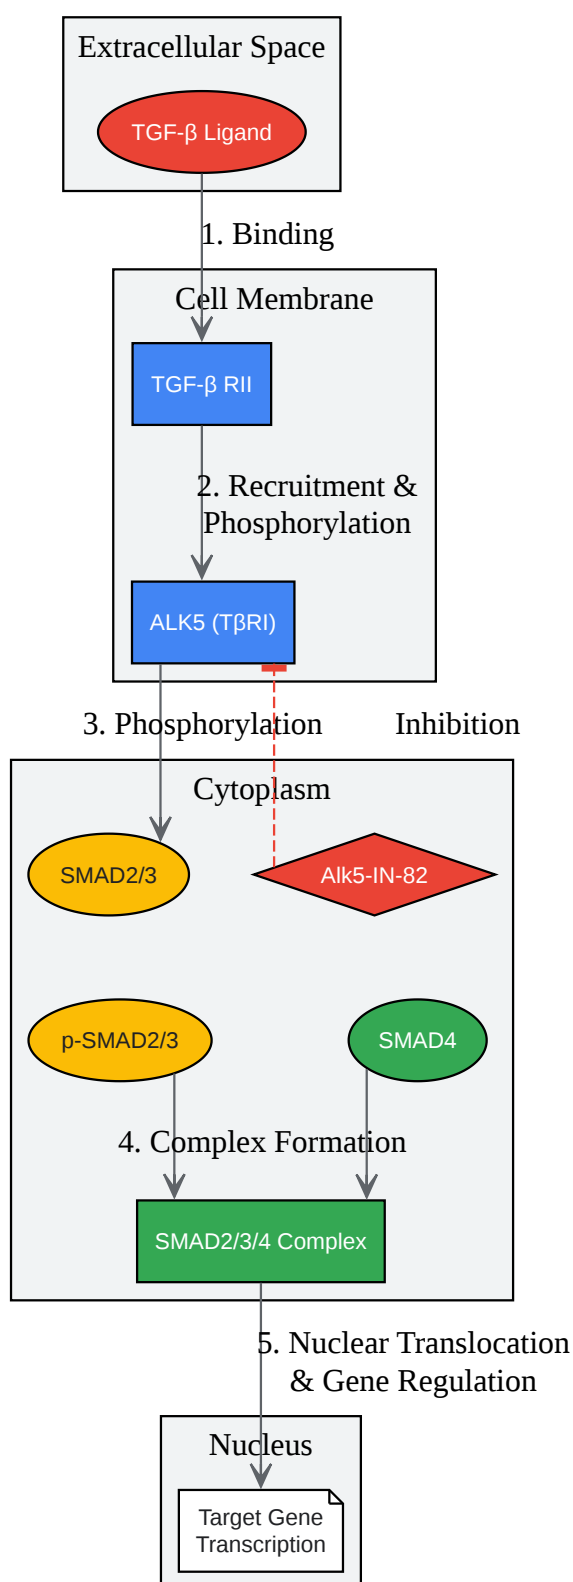 Extracellular Space
TGF-β Ligand
1. Binding
Cell Membrane
TGF-β RII
2. Recruitment &
Phosphorylation
ALK5 (TβRI)
3. Phosphorylation
Inhibition
Cytoplasm
SMAD2/3
Alk5-IN-82
p-SMAD2/3
SMAD4
4. Complex Formation
SMAD2/3/4 Complex
5. Nuclear Translocation
& Gene Regulation
Nucleus
Target Gene
Transcription